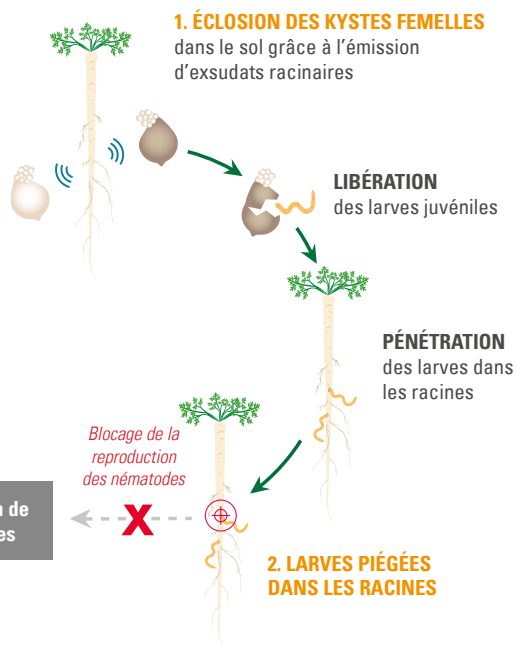 1. ÉCLOSION DES KYSTES FEMELLES
dans le sol grâce à l'émission
d'exsudats racinaires
LIBÉRATION
des larves juvéniles
PÉNÉTRATION
des larves dans
les racines
Blocage de la
reproduction
des nématodes
de
X
2. LARVES PIÉGÉES
DANS LES RACINES